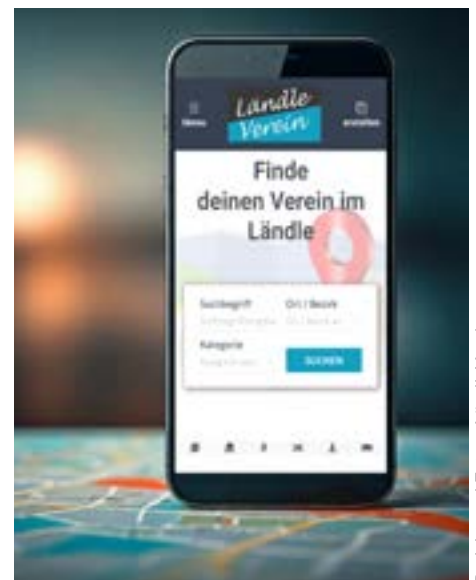 Ländle
Verein
Menu
erstellen
Finde
deinen Verein im
Ländle
Suchbegriff Ort / Bezirk
Kategorie
SUCHEN